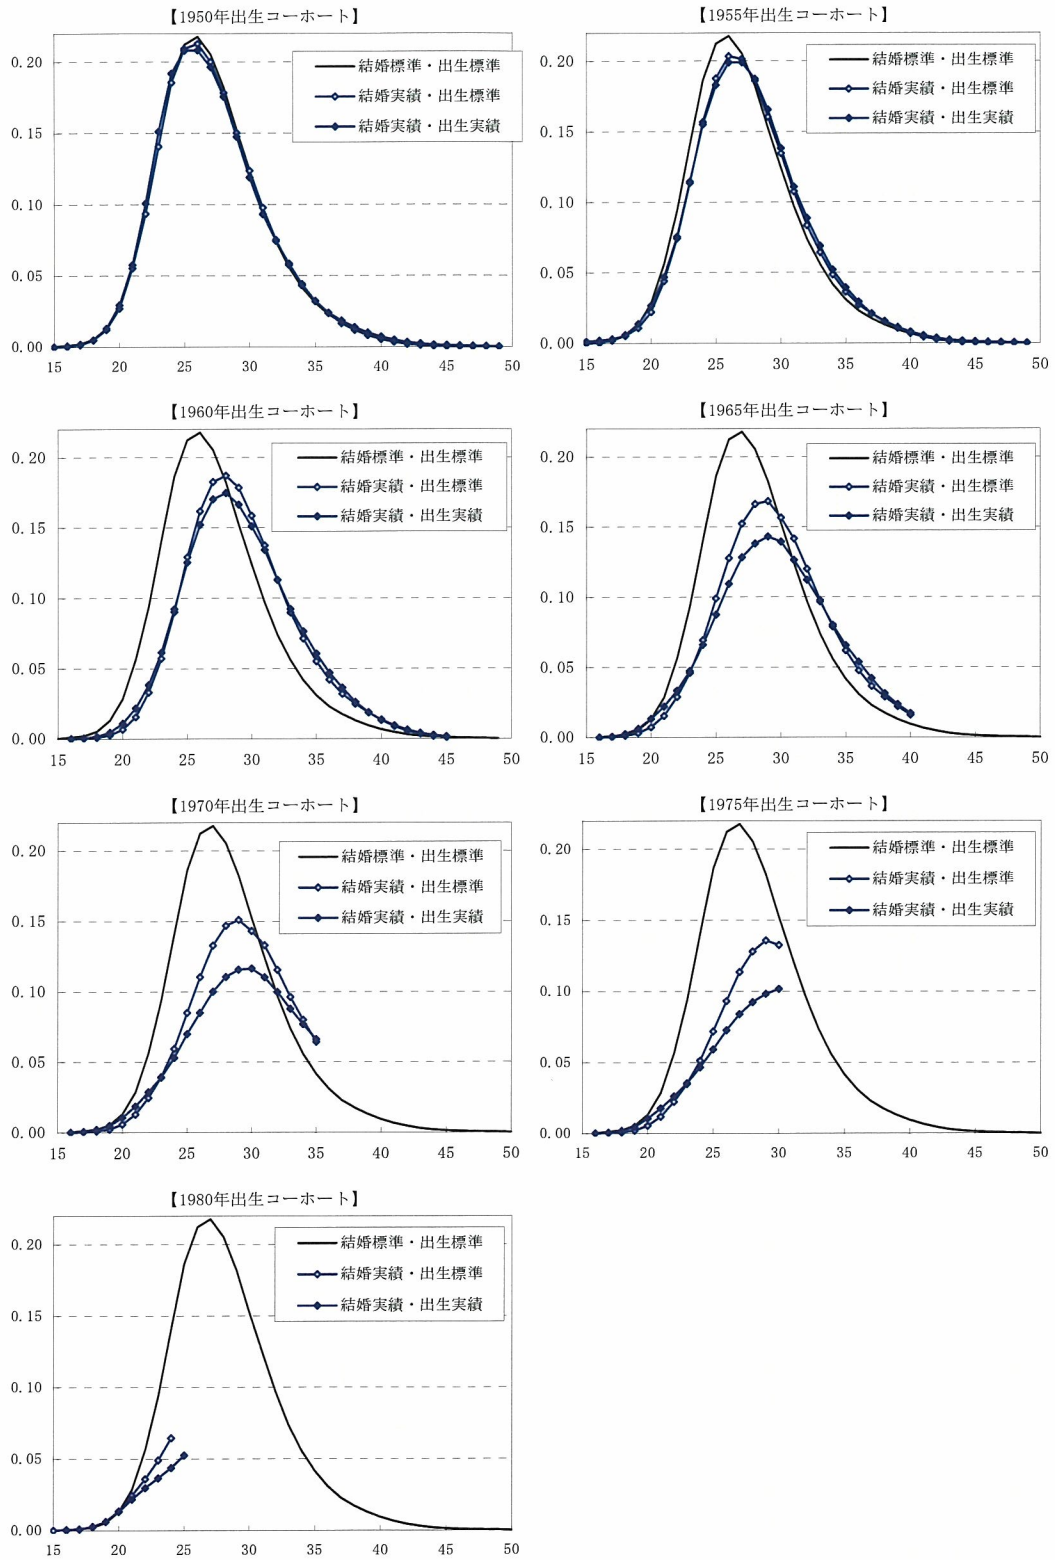 【1950年出生コーホート】
結婚標準・出生標準
結婚実績・出生標準
結婚実績・出生実績
0.20
0.15
0.10
0.05
0.00
15 20 25 30 35 40 45 50
【1955年出生コーホート】
結婚標準・出生標準
結婚実績・出生標準
結婚実績・出生実績
0.20
0.15
0.10
0.05
0.00
15 20 25 30 35 40 45 50
【1960年出生コーホート】
結婚標準・出生標準
結婚実績・出生標準
結婚実績・出生実績
0.20
0.15
0.10
0.05
0.00
15 20 25 30 35 40 45 50
【1965年出生コーホート】
結婚標準・出生標準
結婚実績・出生標準
結婚実績・出生実績
0.20
0.15
0.10
0.05
0.00
15 20 25 30 35 40 45 50
【1970年出生コーホート】
結婚標準・出生標準
結婚実績・出生標準
結婚実績・出生実績
0.20
0.15
0.10
0.05
0.00
15 20 25 30 35 40 45 50
【1975年出生コーホート】
結婚標準・出生標準
結婚実績・出生標準
結婚実績・出生実績
0.20
0.15
0.10
0.05
0.00
15 20 25 30 35 40 45 50
【1980年出生コーホート】
結婚標準・出生標準
結婚実績・出生標準
結婚実績・出生実績
0.20
0.15
0.10
0.05
0.00
15 20 25 30 35 40 45 50